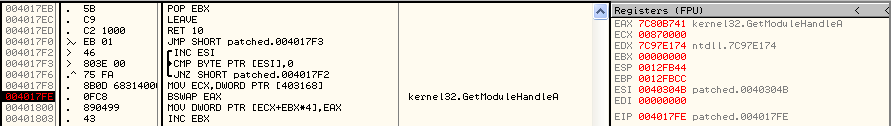 004017EB . 5B POP EBX
004017EC . C9 LEAVE
004017ED . C2 1000 RET 10
004017F0 EB 01 JMP SHORT patched.004017F3
004017F2 > 46 INC ESI
004017F3 > 803E 00 CMP BYTE PTR [ESI],0
004017F6 .^ 75 FA JNZ SHORT patched.004017F2
004017F8 . 8B0D 68314000 MOV ECX,DWORD PTR [403168]
004017FE . 0FC8 BSWAP EAX kernel32.GetModuleHandleA
00401800 . 890499 MOV DWORD PTR [ECX+EBX*4],EAX
00401803 . 43 INC EBX
Registers (FPU) < <
EAX 7C80B741 kernel32.GetModuleHandleA
ECX 00870000
EDX 7C97E174 ntdll.7C97E174
EBX 00000000
ESP 0012FB44
EBP 0012FBCC
ESI 0040304B patched.0040304B
EDI 00000000
EIP 004017FE patched.004017FE